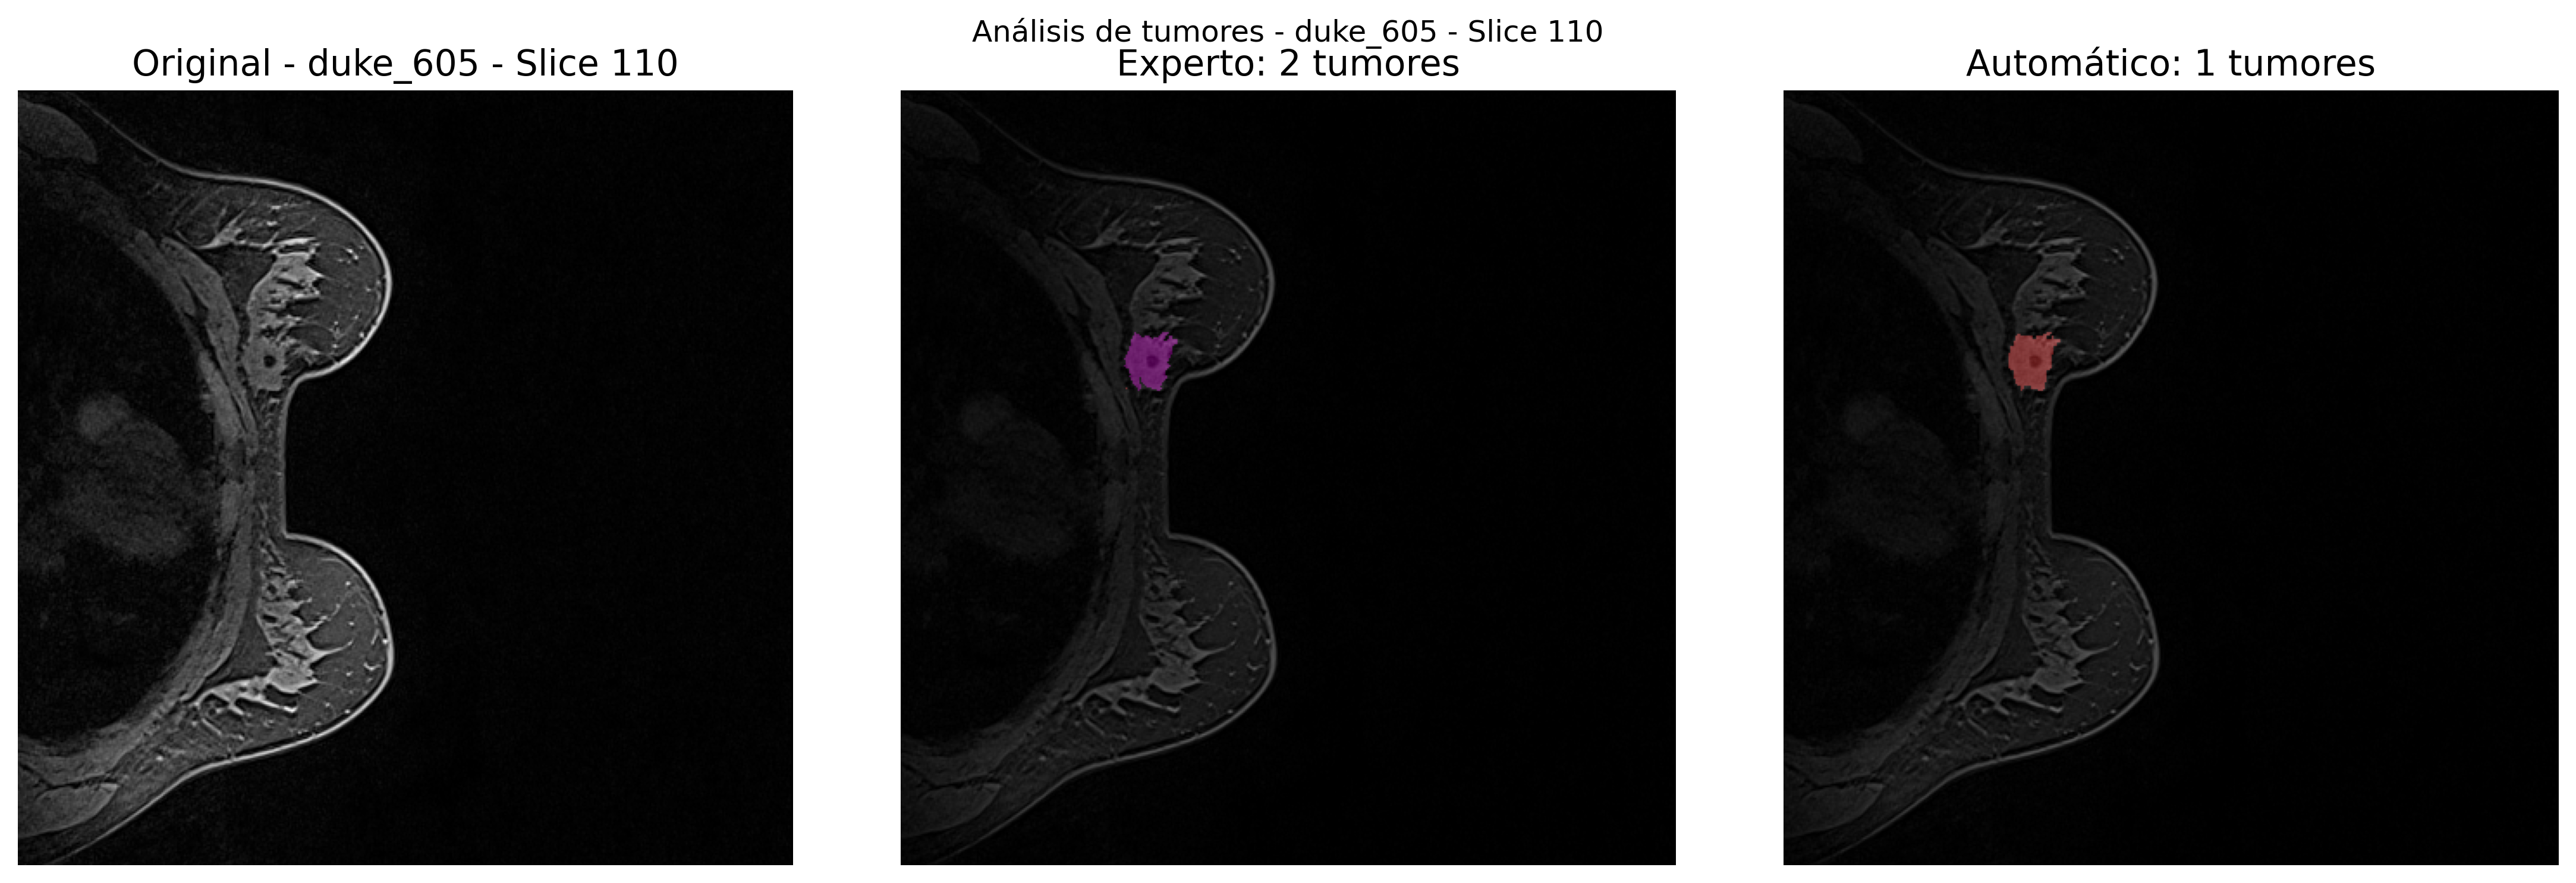 Análisis de tumores - duke_605 - Slice 110
Original - duke_605 - Slice 110
Experto: 2 tumores
Automático: 1 tumores